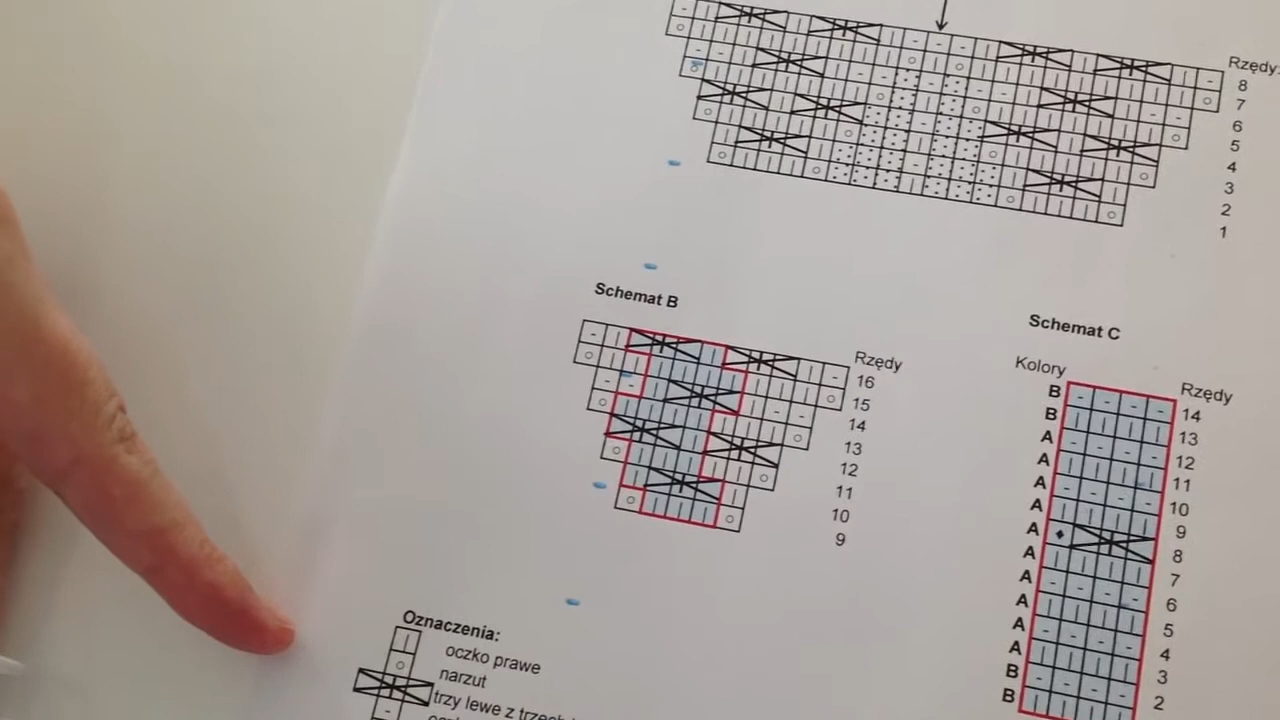 Rzędy:
8
7
6
5
4
3
2
1
Schemat B
Rzędy
16
15
14
13
12
11
10
9
Schemat C
Kolory
Rzędy
B 14
B 13
A 12
A 11
A 10
A 9
A 8
A 7
A 6
A 5
A 4
A 3
B 2
B
Oznaczenia:
oczko prawe
narzut
trzy lewe z